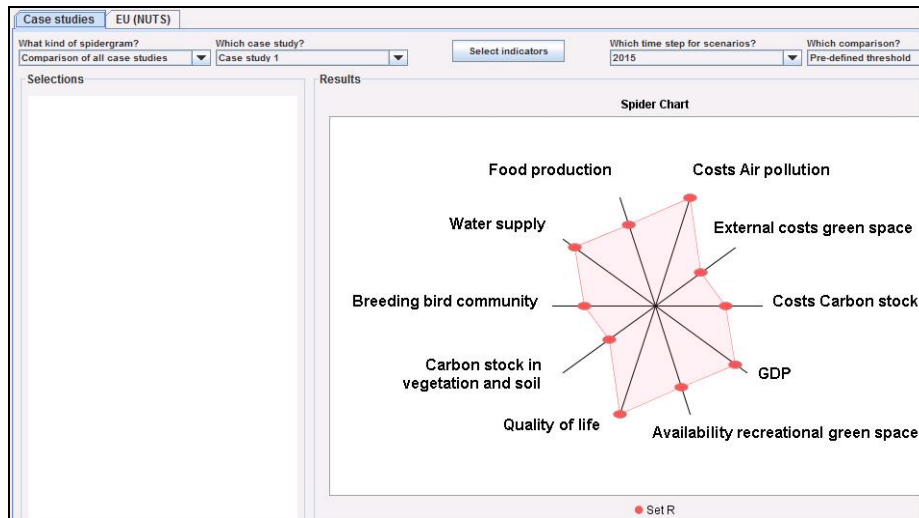 Case studies EU (NUTS)
What kind of spidergram? Which case study? Which time step for scenarios? Which comparison?
Comparison of all case studies Case study 1 Select indicators 2015 Pre-defined threshold
Selections Results
Spider Chart
Food production Costs Air pollution
Water supply External costs green space
Breeding bird community Costs Carbon stock
Carbon stock in
vegetation and soil GDP
Quality of life Availability recreational green space
Set R